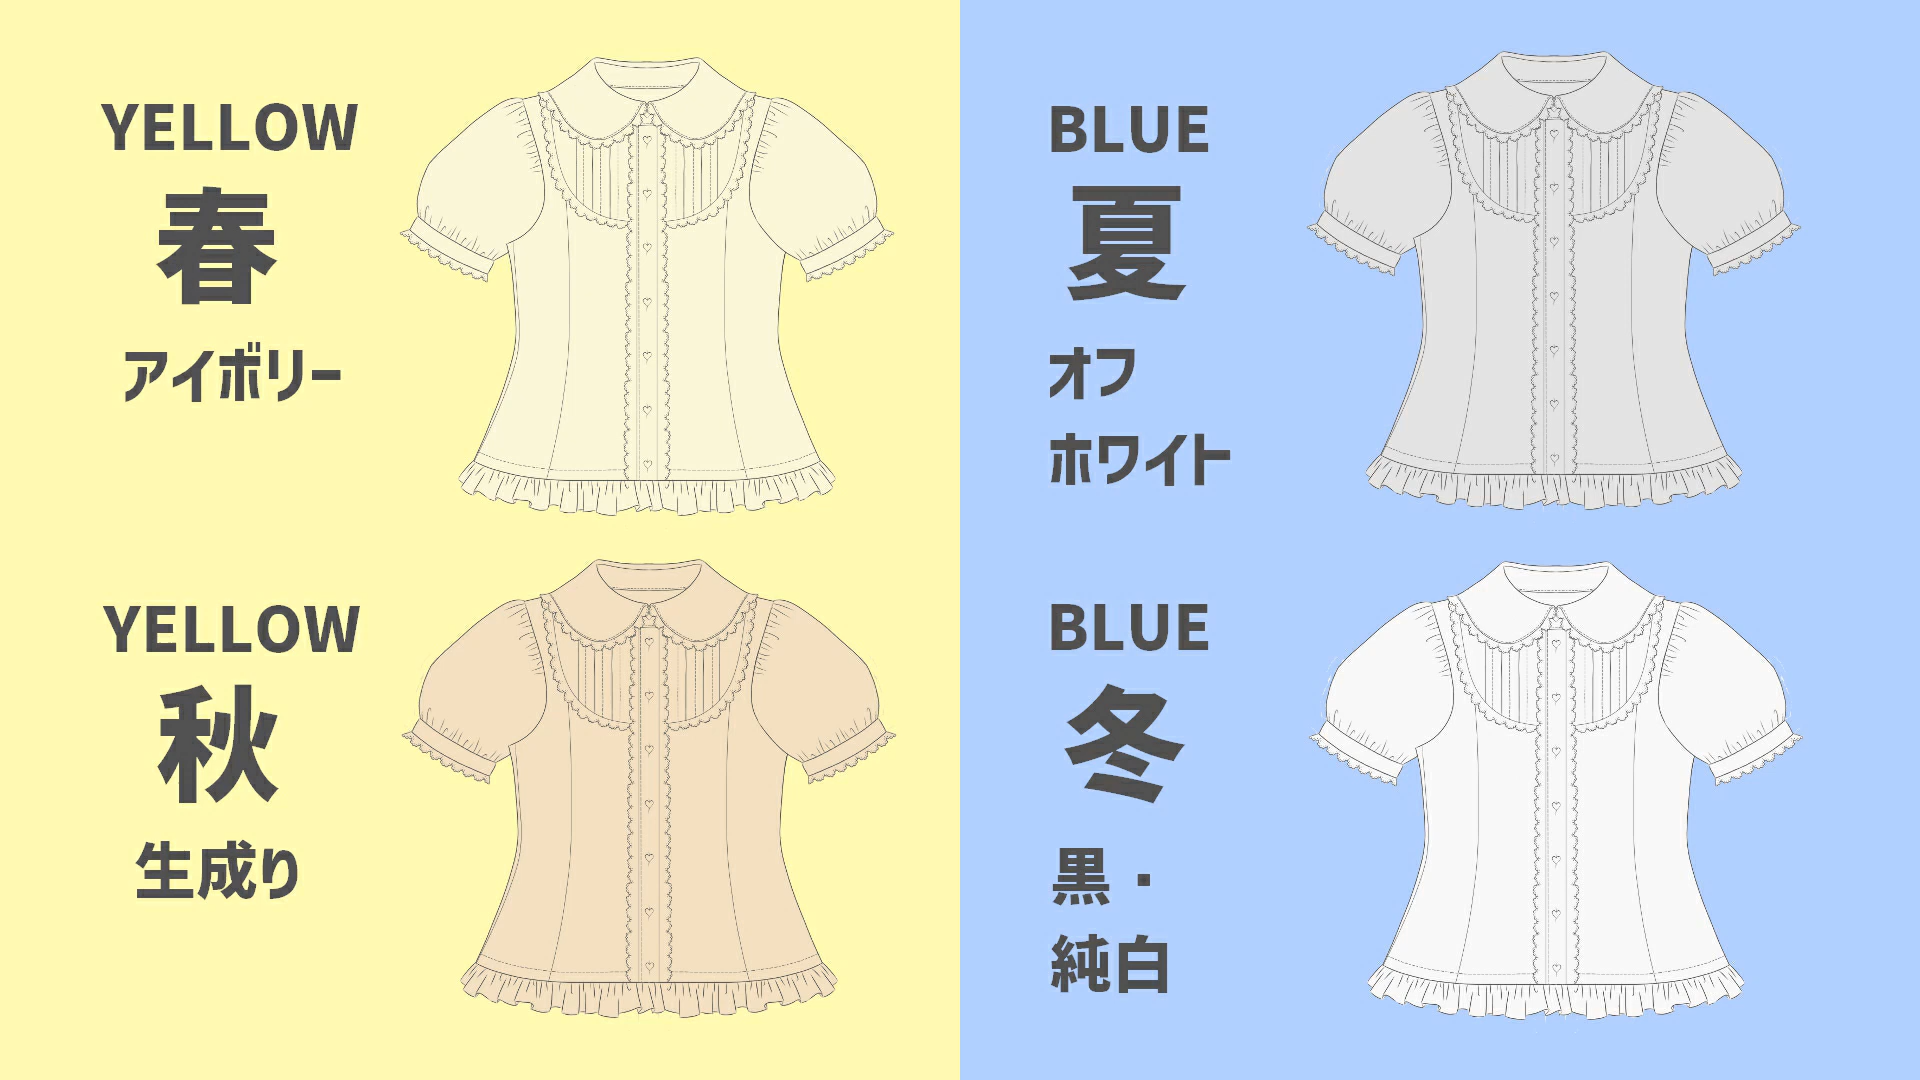 YELLOW
春
アイボリー
BLUE
夏
オフ
ホワイト
YELLOW
秋
生成り
BLUE
冬
黒・
純白